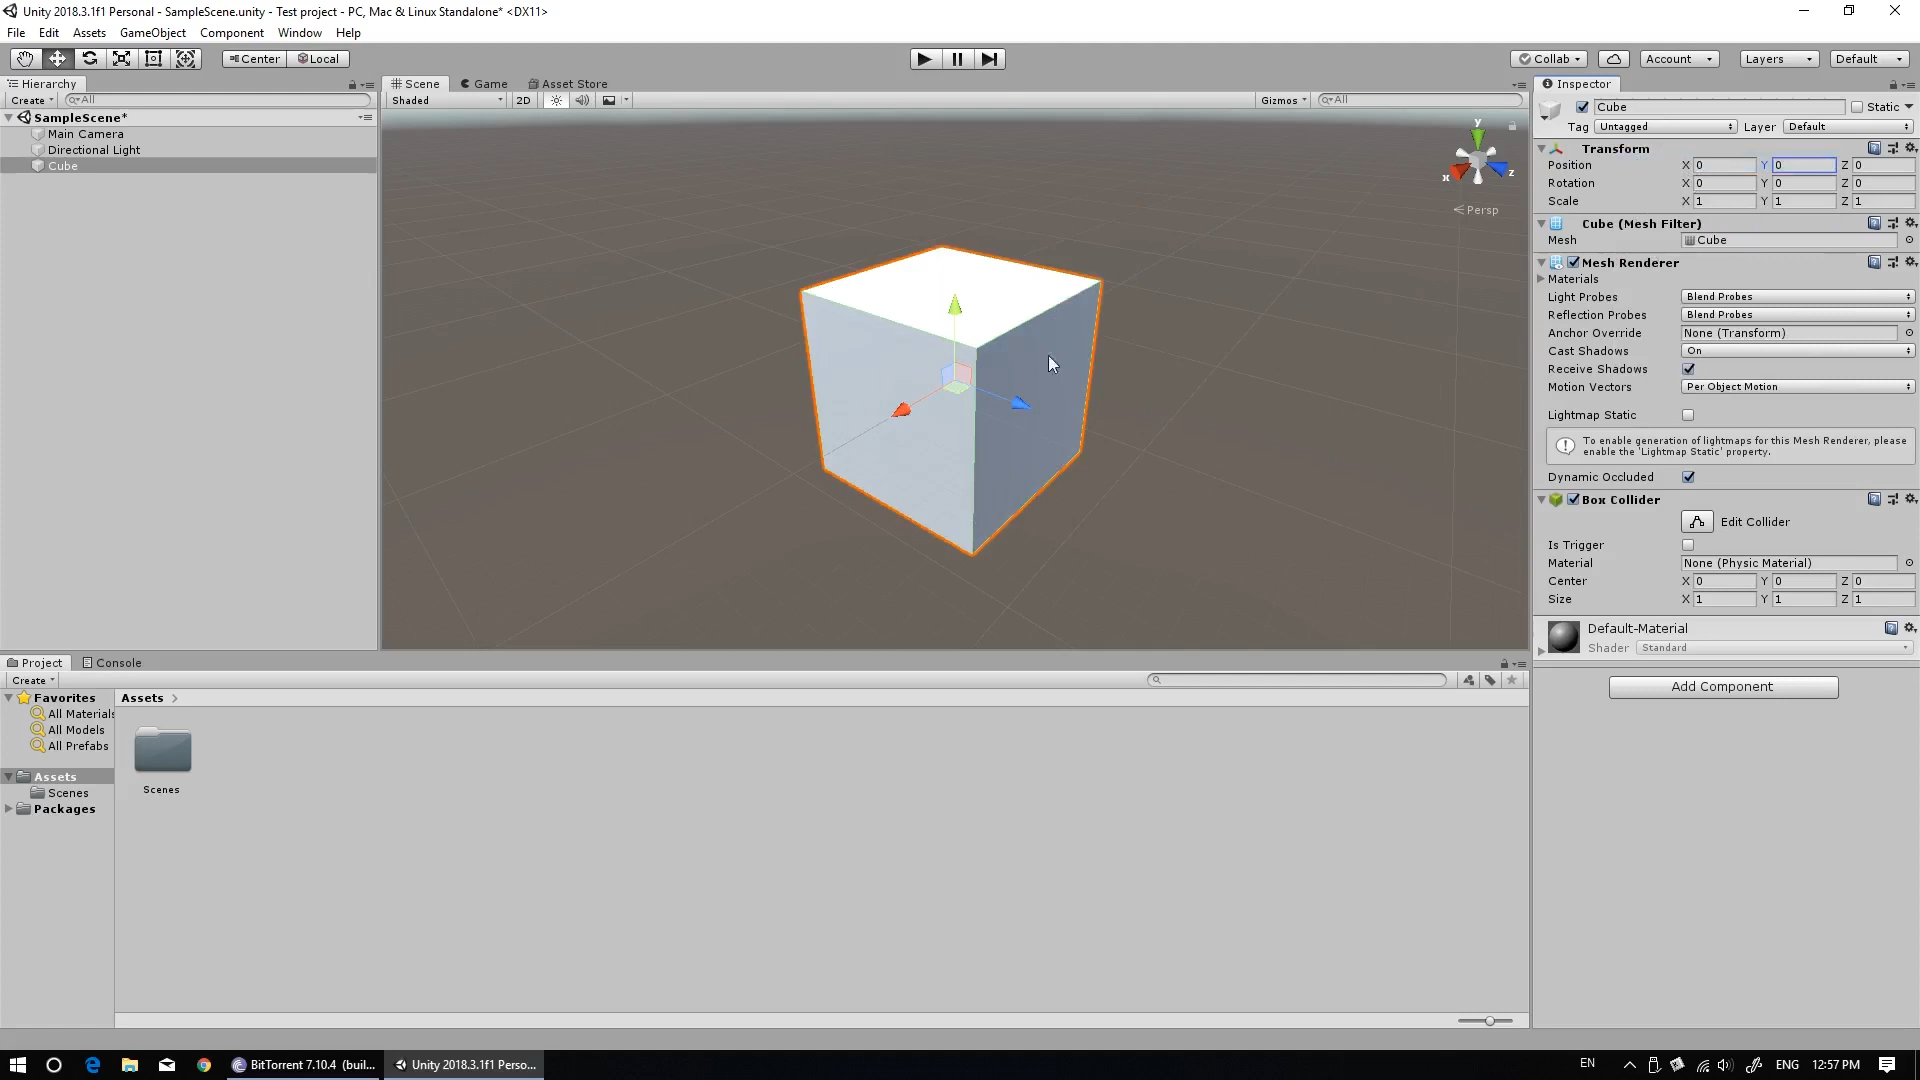 Unity 2018.3.1f1 Personal - SampleScene.unity - Test project - PC, Mac & Linux Standalone* <DX11>
File Edit Assets GameObject Component Window Help
Center Local Collab Account Layers Default
Hierarchy
Create All
SampleScene*
Main Camera
Directional Light
Cube
Scene Game Asset Store
Shaded 2D Gizmos All
y
x
z
Persp
Inspector
Cube Static
Tag Untagged Layer Default
Transform
Position X 0 Y 0 Z 0
Rotation X 0 Y 0 Z 0
Scale X 1 Y 1 Z 1
Cube (Mesh Filter)
Mesh Cube
Mesh Renderer
Materials
Light Probes Blend Probes
Reflection Probes Blend Probes
Anchor Override None (Transform)
Cast Shadows On
Receive Shadows
Motion Vectors Per Object Motion
Lightmap Static
To enable generation of lightmaps for this Mesh Renderer, please
enable the 'Lightmap Static' property.
Dynamic Occluded
Box Collider
Edit Collider
Is Trigger
Material None (Physic Material)
Center X 0 Y 0 Z 0
Size X 1 Y 1 Z 1
Default-Material
Shader Standard
Add Component
Project Console
Create
Favorites
All Materials
All Models
All Prefabs
Assets
Scenes
Packages
Assets
Scenes
BitTorrent 7.10.4 (buil...
Unity 2018.3.1f1 Perso...
EN
ENG
12:57 PM